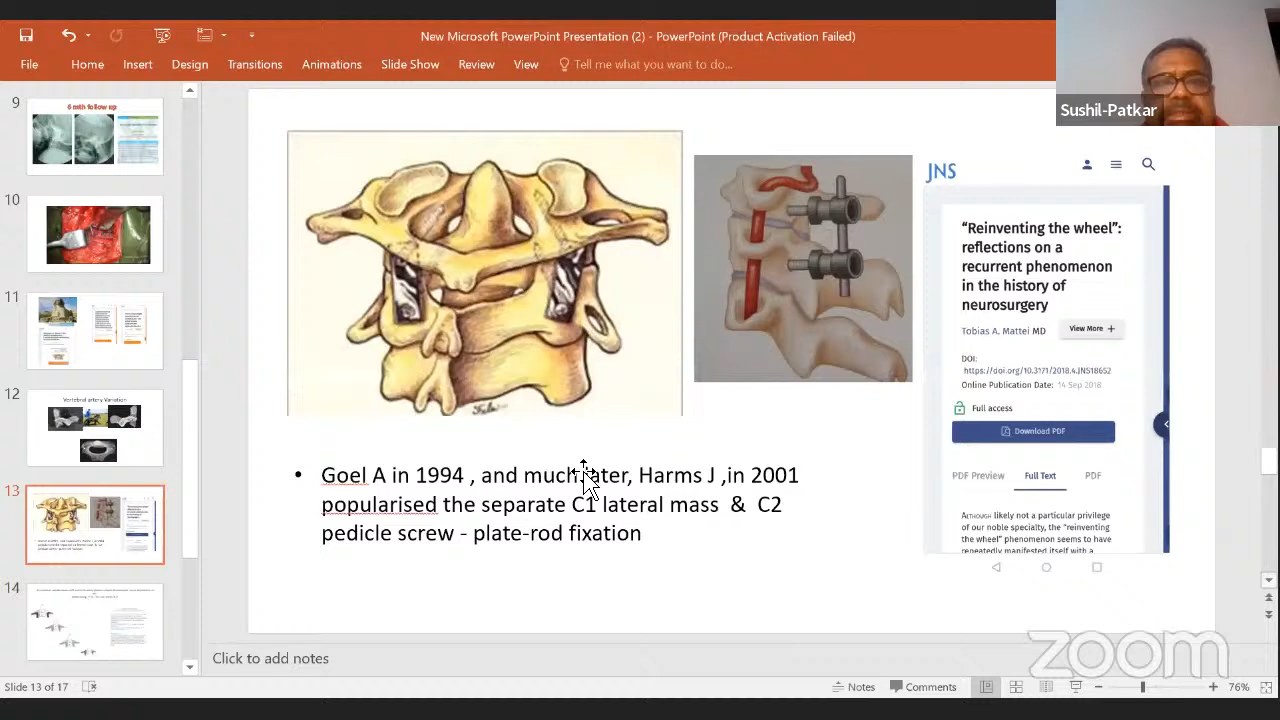 New Microsoft PowerPoint Presentation (2) - PowerPoint (Product Activation Failed)
File Home Insert Design Transitions Animations Slide Show Review View Tell me what you want to do...
Sushil-Patkar
9
6 mth follow up
10
11
12
Vertebral artery Variation
13
14
JNS
“Reinventing the wheel”:
reflections on a
recurrent phenomenon
in the history of
neurosurgery
Tobias A. Mattei MD View More +
DOI:
https://doi.org/10.3171/2018.4.JNS18652
Online Publication Date: 14 Sep 2018
Full access
Download PDF
PDF Preview Full Text PDF
ALTHOUGH likely not a particular privilege
of our noble specialty, the “reinventing
the wheel” phenomenon seems to have
repeatedly manifested itself with a
• Goel A in 1994 , and much later, Harms J ,in 2001
popularised the separate C1 lateral mass & C2
pedicle screw - plate-rod fixation
Click to add notes
zoom
Slide 13 of 17 Notes Comments 76%